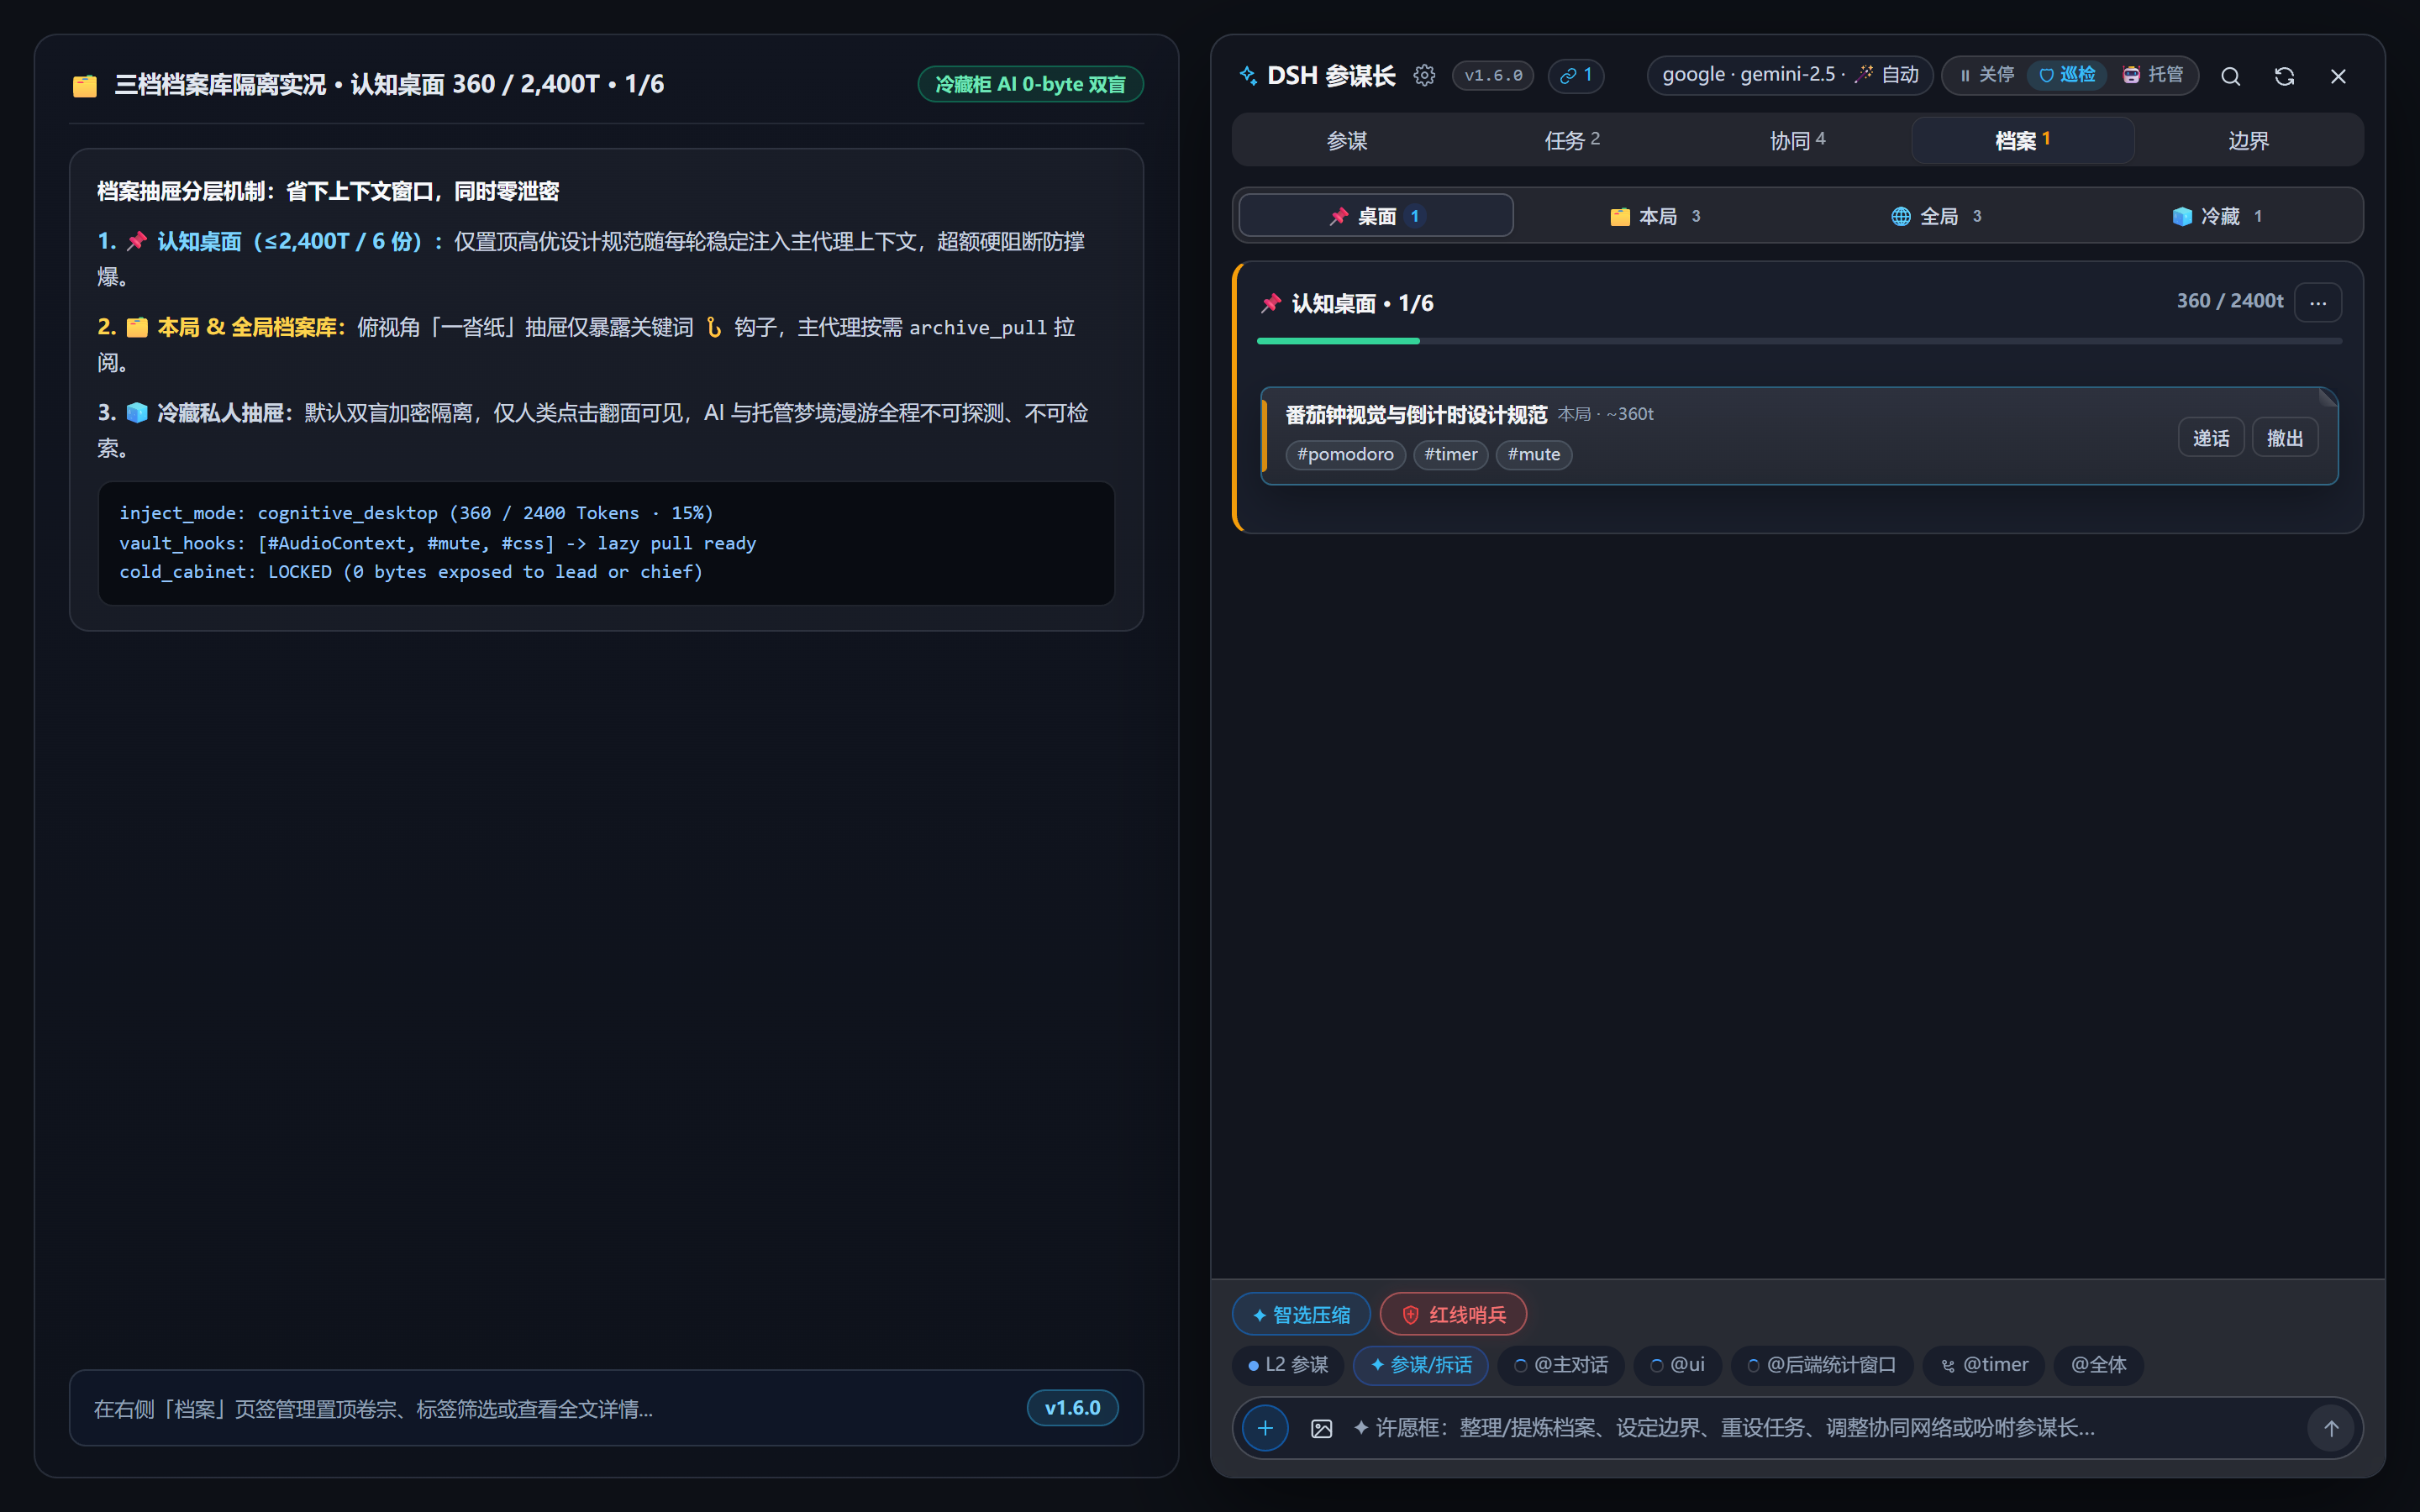 三档档案库隔离实况 • 认知桌面 360 / 2,400T • 1/6
冷藏柜 AI 0-byte 双盲
档案抽屉分层机制：省下上下文窗口，同时零泄密
1. 📌 认知桌面（≤2,400T / 6 份）：仅置顶高优设计规范随每轮稳定注入主代理上下文，超额硬阻断防撑
爆。
2. 🗂️ 本局 & 全局档案库：俯视角「一沓纸」抽屉仅暴露关键词 🪝 钩子，主代理按需 archive_pull 拉
阅。
3. 🧊 冷藏私人抽屉：默认双盲加密隔离，仅人类点击翻面可见，AI 与托管梦境漫游全程不可探测、不可检
索。
inject_mode: cognitive_desktop (360 / 2400 Tokens · 15%)
vault_hooks: [#AudioContext, #mute, #css] -> lazy pull ready
cold_cabinet: LOCKED (0 bytes exposed to lead or chief)
在右侧「档案」页签管理置顶卷宗、标签筛选或查看全文详情...
v1.6.0
DSH 参谋长
v1.6.0
1
google · gemini-2.5 · 🪄 自动
⏸ 关停
巡检
托管
参谋
任务 2
协同 4
档案 1
边界
📌 桌面 1
🗂️ 本局 3
🌐 全局 3
🧊 冷藏 1
📌 认知桌面 • 1/6
360 / 2400t
...
番茄钟视觉与倒计时设计规范 本局 · ~360t
#pomodoro
#timer
#mute
递话
撤出
✦ 智选压缩
红线哨兵
L2 参谋
✦ 参谋/拆话
@主对话
@ui
@后端统计窗口
@timer
@全体
✦ 许愿框：整理/提炼档案、设定边界、重设任务、调整协同网络或吩咐参谋长...